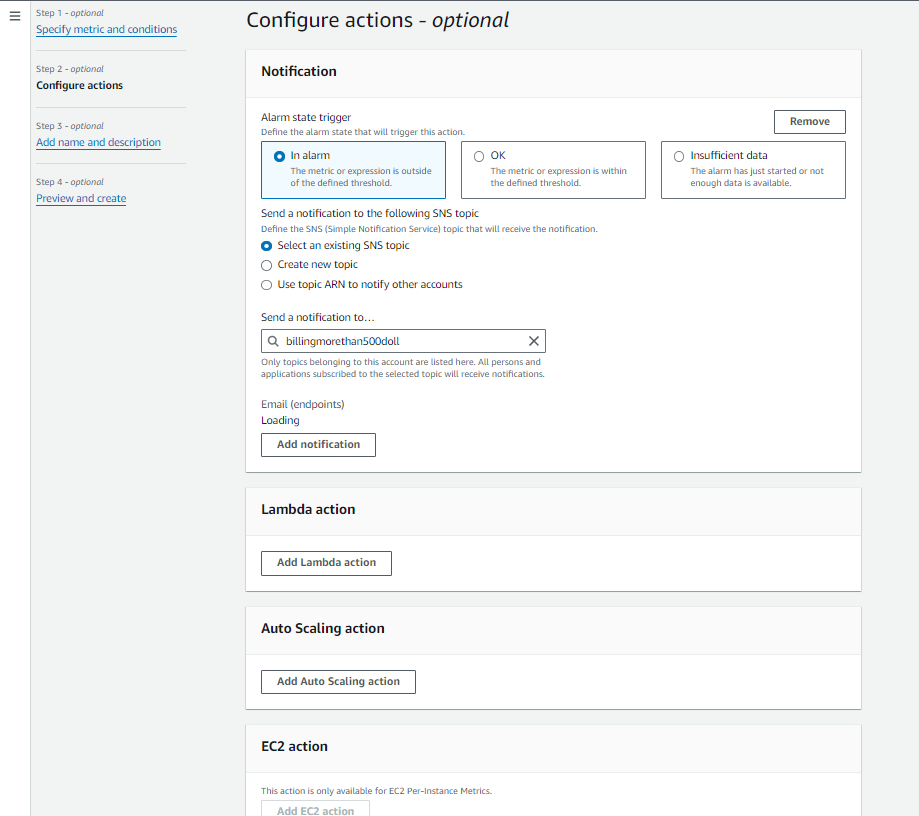 Step 1 - optional
Specify metric and conditions
Step 2 - optional
Configure actions
Step 3 - optional
Add name and description
Step 4 - optional
Preview and create
Configure actions - optional
Notification
Alarm state trigger
Define the alarm state that will trigger this action.
Remove
In alarm
The metric or expression is outside
of the defined threshold.
OK
The metric or expression is within
the defined threshold.
Insufficient data
The alarm has just started or not
enough data is available.
Send a notification to the following SNS topic
Define the SNS (Simple Notification Service) topic that will receive the notification.
Select an existing SNS topic
Create new topic
Use topic ARN to notify other accounts
Send a notification to…
billingmorethan500doll
Only topics belonging to this account are listed here. All persons and
applications subscribed to the selected topic will receive notifications.
Email (endpoints)
Loading
Add notification
Lambda action
Add Lambda action
Auto Scaling action
Add Auto Scaling action
EC2 action
This action is only available for EC2 Per-Instance Metrics.
Add EC2 action